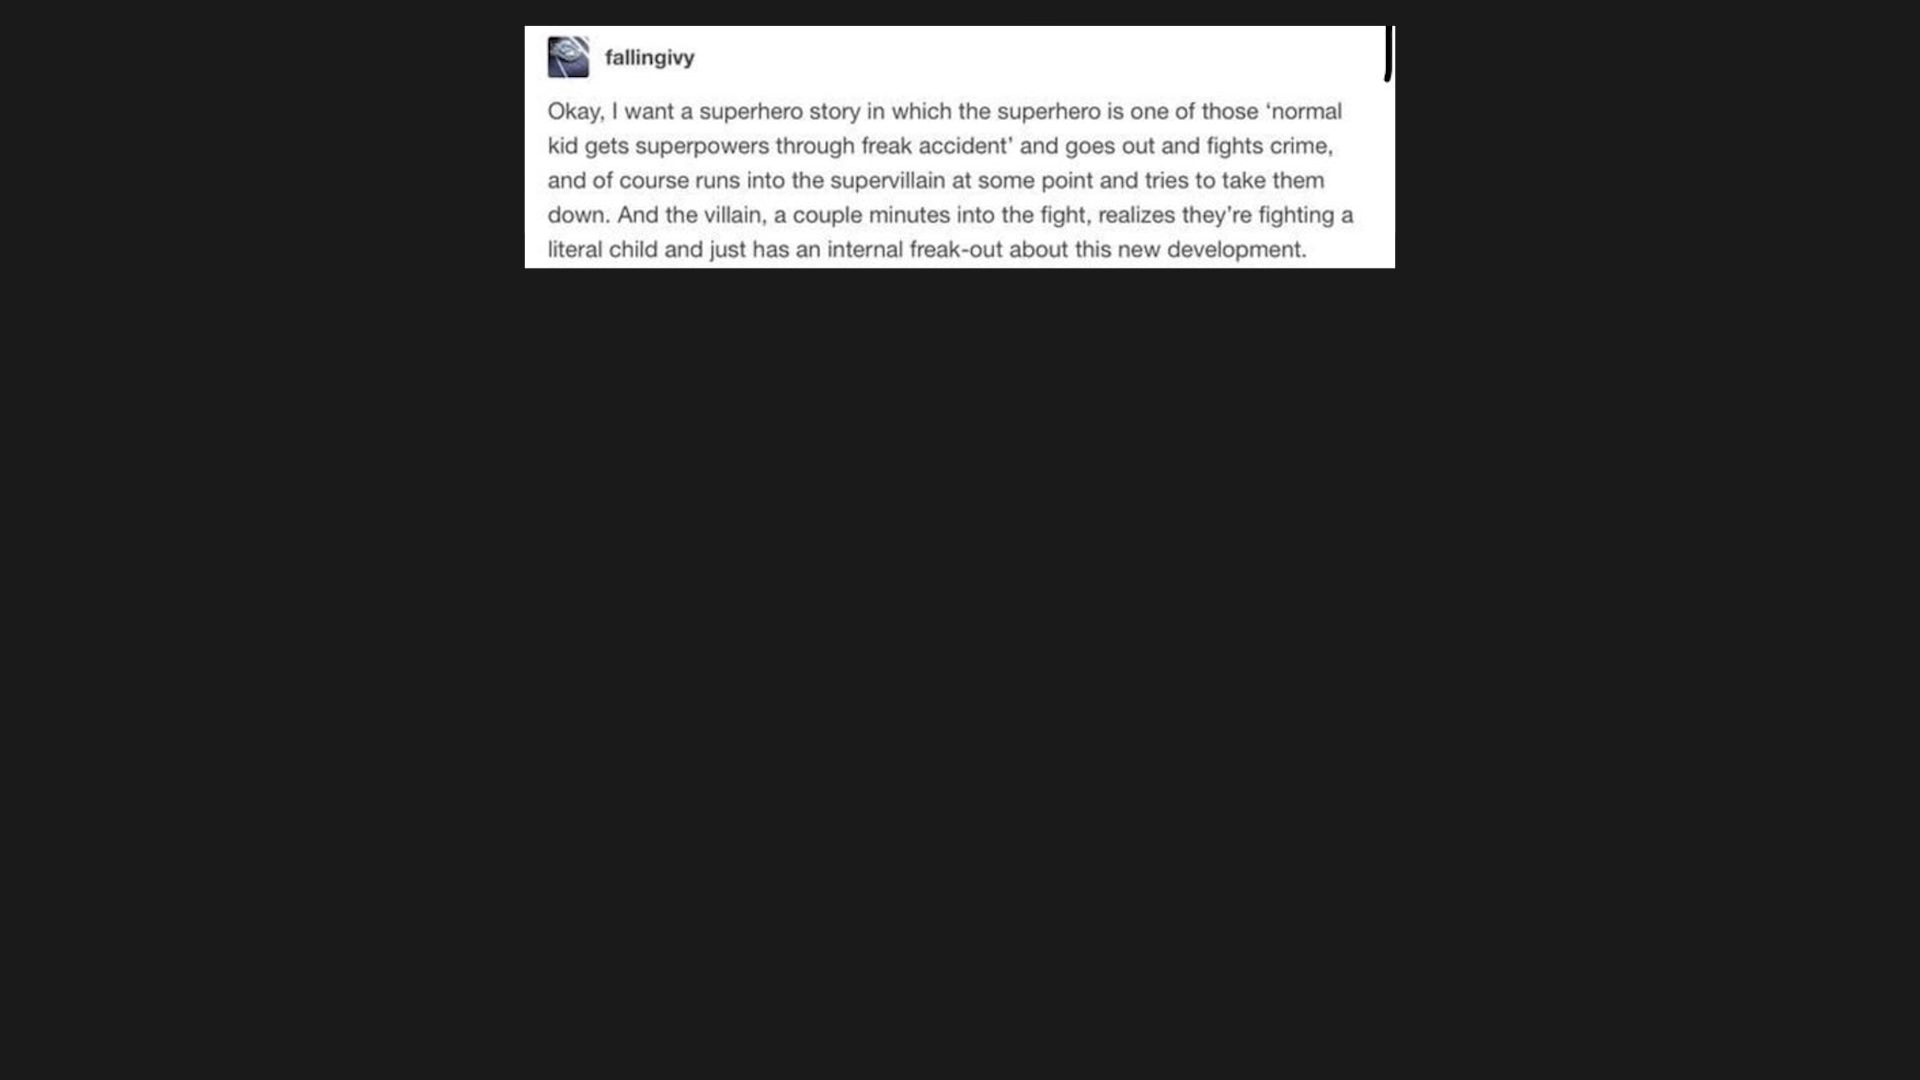 fallingivy
Okay, I want a superhero story in which the superhero is one of those ‘normal
kid gets superpowers through freak accident’ and goes out and fights crime,
and of course runs into the supervillain at some point and tries to take them
down. And the villain, a couple minutes into the fight, realizes they’re fighting a
literal child and just has an internal freak-out about this new development.